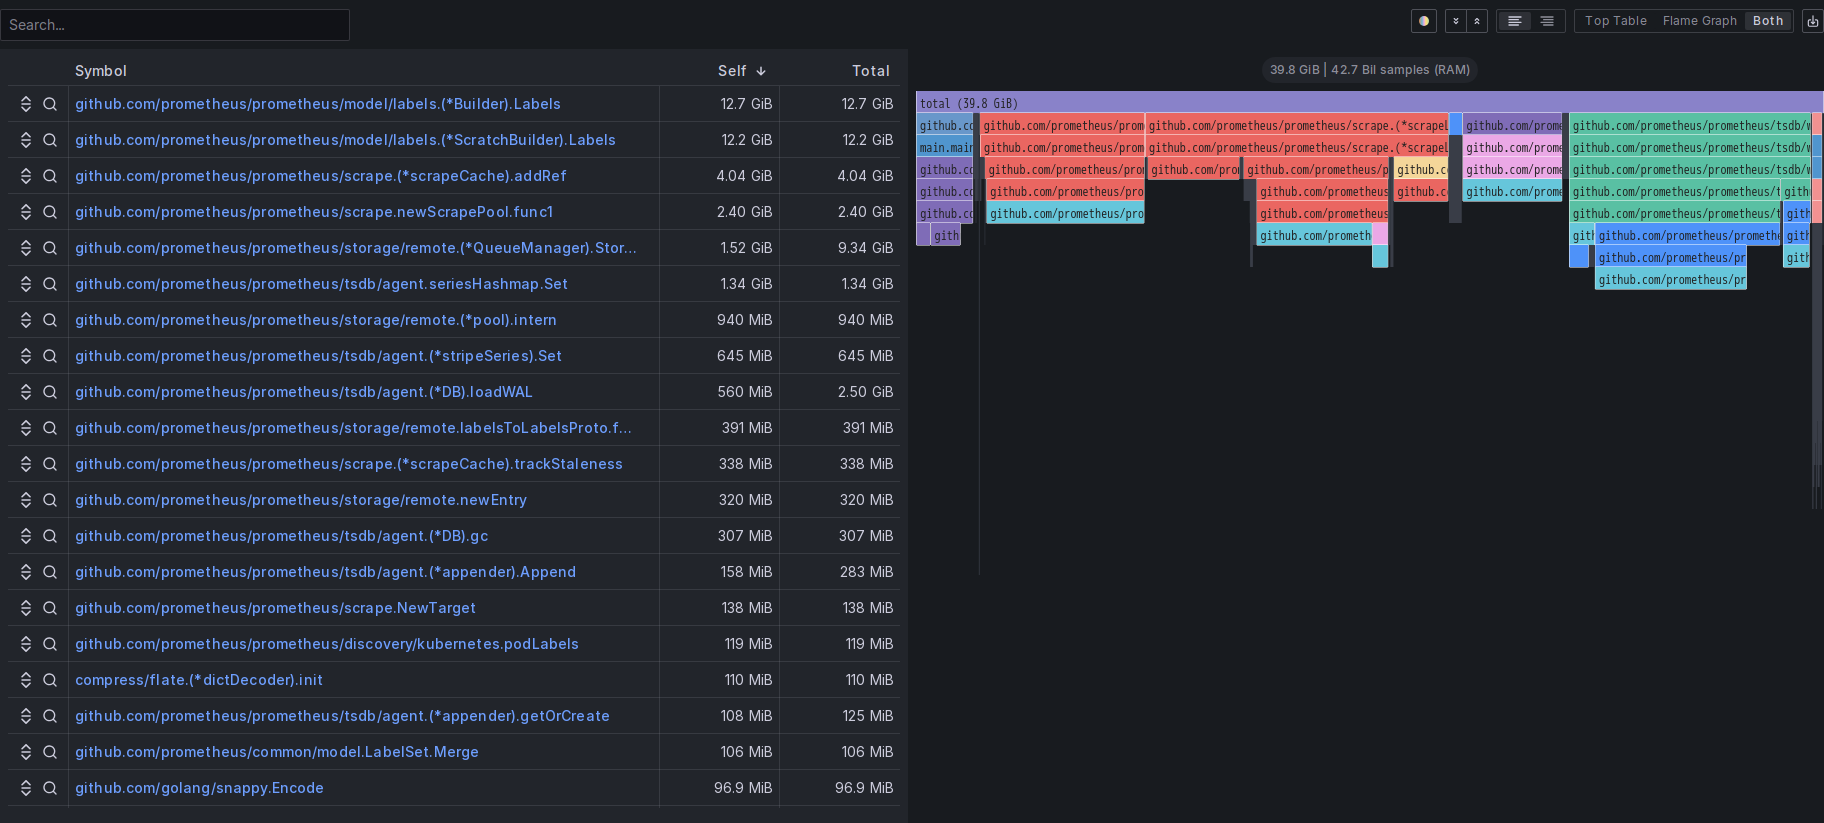 Search...
Top Table Flame Graph Both
Symbol Self Total
github.com/prometheus/prometheus/model/labels.(*Builder).Labels 12.7 GiB 12.7 GiB
github.com/prometheus/prometheus/model/labels.(*ScratchBuilder).Labels 12.2 GiB 12.2 GiB
github.com/prometheus/prometheus/scrape.(*scrapeCache).addRef 4.04 GiB 4.04 GiB
github.com/prometheus/prometheus/scrape.newScrapePool.func1 2.40 GiB 2.40 GiB
github.com/prometheus/prometheus/storage/remote.(*QueueManager).Stor... 1.52 GiB 9.34 GiB
github.com/prometheus/prometheus/tsdb/agent.seriesHashmap.Set 1.34 GiB 1.34 GiB
github.com/prometheus/prometheus/storage/remote.(*pool).intern 940 MiB 940 MiB
github.com/prometheus/prometheus/tsdb/agent.(*stripeSeries).Set 645 MiB 645 MiB
github.com/prometheus/prometheus/tsdb/agent.(*DB).loadWAL 560 MiB 2.50 GiB
github.com/prometheus/prometheus/storage/remote.labelsToLabelsProto.f... 391 MiB 391 MiB
github.com/prometheus/prometheus/scrape.(*scrapeCache).trackStaleness 338 MiB 338 MiB
github.com/prometheus/prometheus/storage/remote.newEntry 320 MiB 320 MiB
github.com/prometheus/prometheus/tsdb/agent.(*DB).gc 307 MiB 307 MiB
github.com/prometheus/prometheus/tsdb/agent.(*appender).Append 158 MiB 283 MiB
github.com/prometheus/prometheus/scrape.NewTarget 138 MiB 138 MiB
github.com/prometheus/prometheus/discovery/kubernetes.podLabels 119 MiB 119 MiB
compress/flate.(*dictDecoder).init 110 MiB 110 MiB
github.com/prometheus/prometheus/tsdb/agent.(*appender).getOrCreate 108 MiB 125 MiB
github.com/prometheus/common/model.LabelSet.Merge 106 MiB 106 MiB
github.com/golang/snappy.Encode 96.9 MiB 96.9 MiB
39.8 GiB | 42.7 Bil samples (RAM)
total (39.8 GiB)
github.co github.com/prometheus/prom github.com/prometheus/prometheus/scrape.(*scrapeL github.com/prome github.com/prometheus/prometheus/tsdb/w
main.main github.com/prometheus/prom github.com/prometheus/prometheus/scrape.(*scrapeL github.com/prome github.com/prometheus/prometheus/tsdb/w
github.co github.com/prometheus/pro github.com/prom github.com/prometheus/p github.c github.com/prome github.com/prometheus/prometheus/tsdb/w
github.co github.com/prometheus/pro github.com/prometheus github.c github.com/prome github.com/prometheus/prometheus/t gith
github.co github.com/prometheus/pro github.com/prometheus github.com/prometheus/prometheus/t gith
gith github.com/prometh gith github.com/prometheus/prometh gith
github.com/prometheus/pr gith
github.com/prometheus/pr